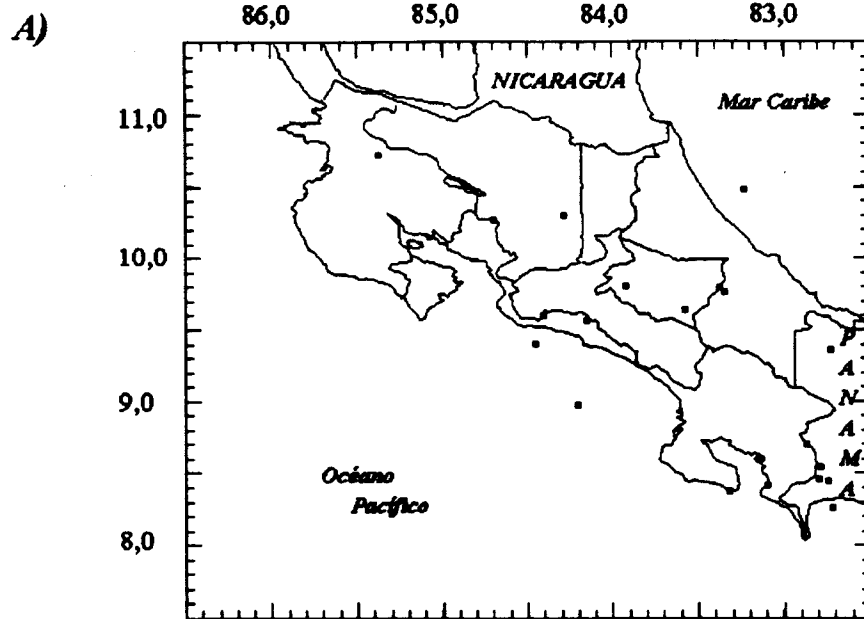 A)
86,0 85,0 84,0 83,0
NICARAGUA
Mar Caribe
11,0
10,0
9,0
8,0
PANAMA
Océano
Pacífico